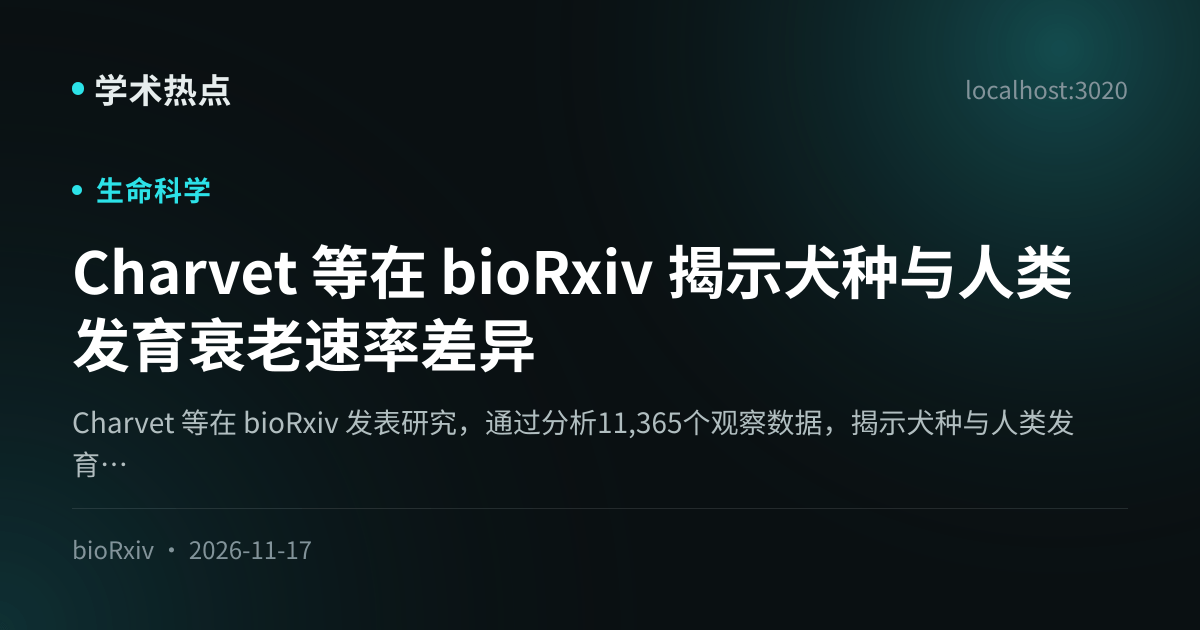 学术热点
localhost:3020
生命科学
Charvet 等在 bioRxiv 揭示犬种与人类
发育衰老速率差异
Charvet 等在 bioRxiv 发表研究，通过分析11,365个观察数据，揭示犬种与人类发
育…
bioRxiv • 2026-11-17